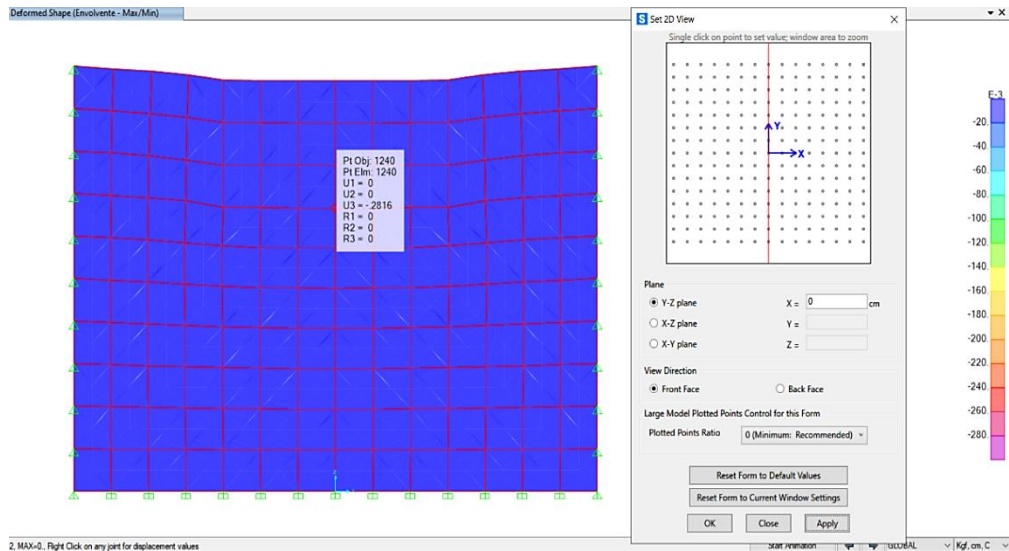 Deformed Shape (Envolvente - Max/Min)
Pt Obj: 1240
Pt Elm: 1240
U1 = 0
U2 = 0
U3 = -.2816
R1 = 0
R2 = 0
R3 = 0
S Set 2D View
Single click on point to set value; window area to zoom
Y
X
Plane
Y-Z plane X = 0 cm
X-Z plane Y =
X-Y plane Z =
View Direction
Front Face Back Face
Large Model Plotted Points Control for this Form
Plotted Points Ratio 0 (Minimum: Recommended)
Reset Form to Default Values
Reset Form to Current Window Settings
OK Close Apply
E-3
-20.
-40.
-60.
-80.
-100.
-120.
-140.
-160.
-180.
-200.
-220.
-240.
-260.
-280.
2, MAX=0., Right Click on any joint for displacement values
Start Animation GLOBAL Kgf, cm, C